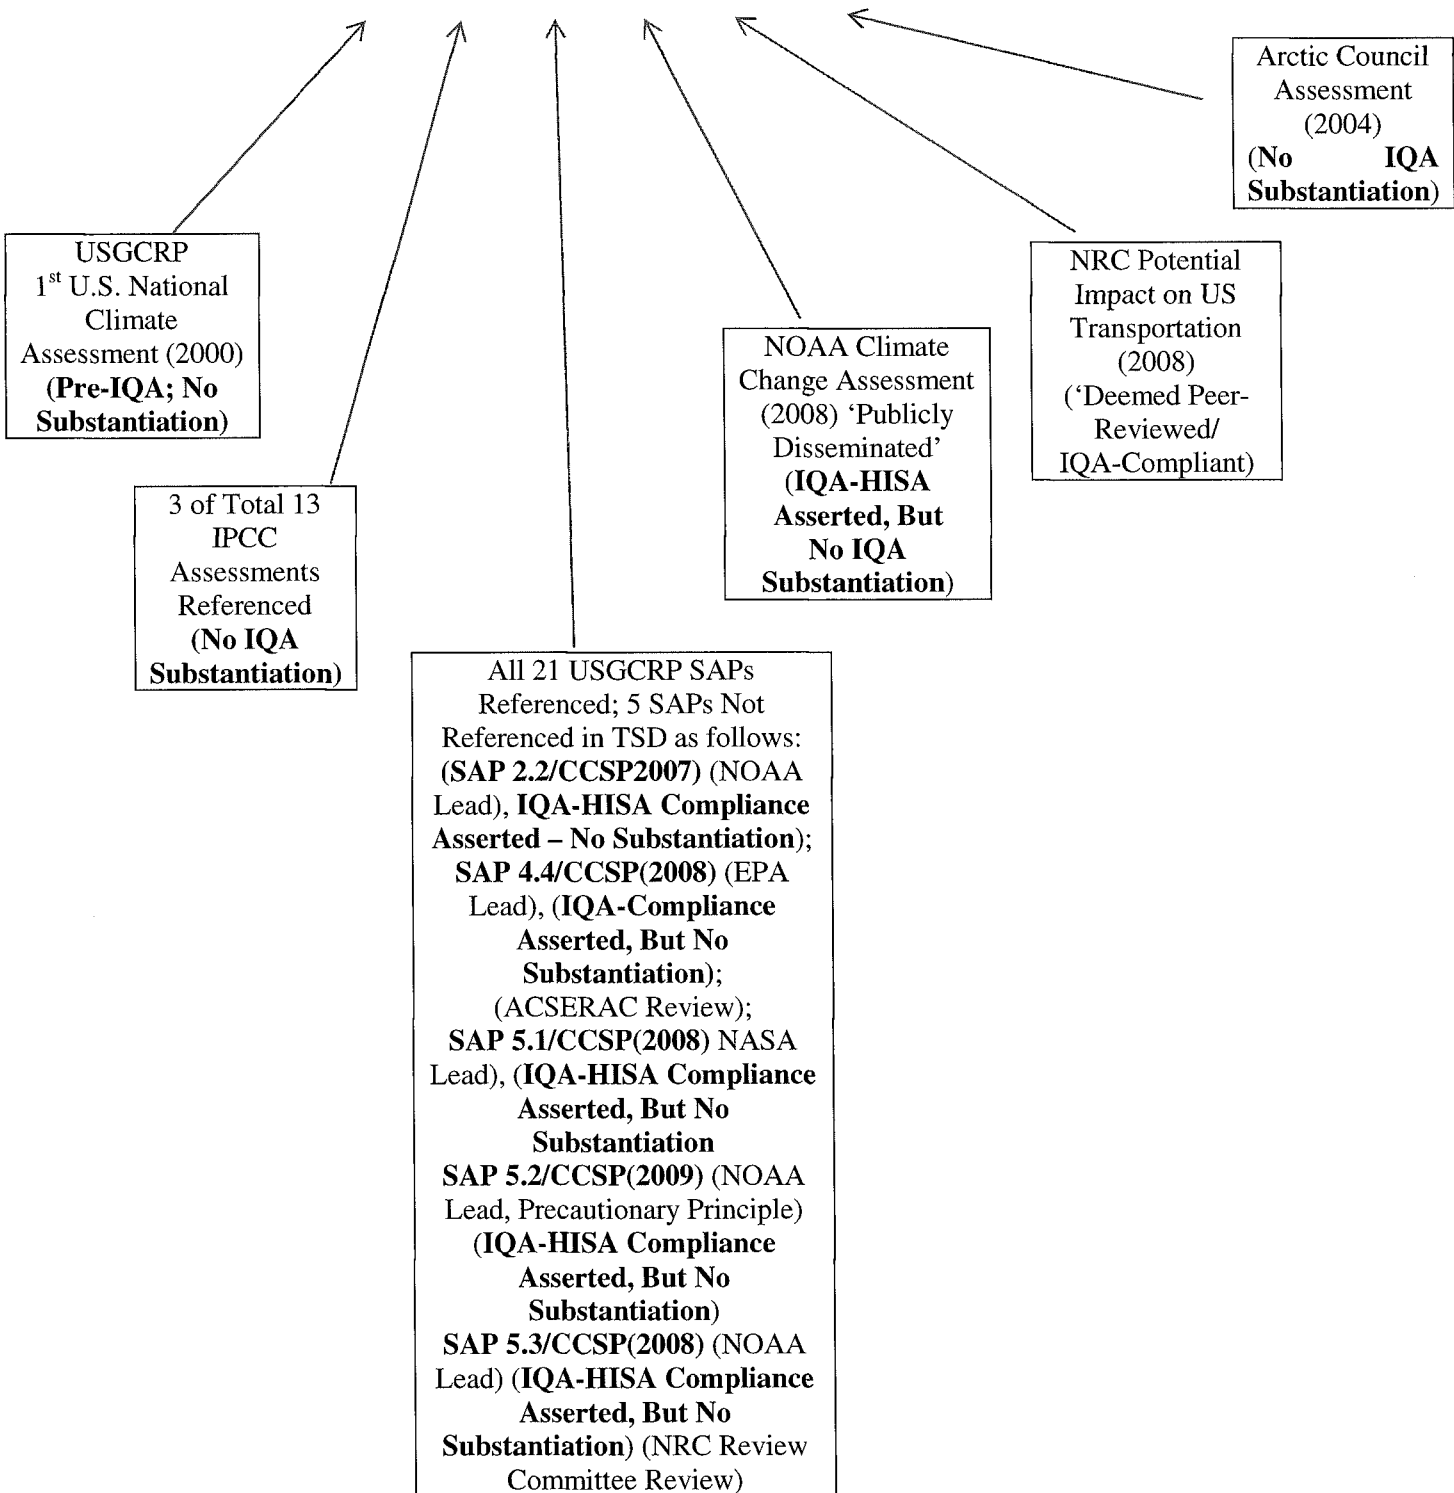 Arctic Council
Assessment
(2004)
(No IQA
Substantiation)
USGCRP
1st U.S. National
Climate
Assessment (2000)
(Pre-IQA; No
Substantiation)
NRC Potential
Impact on US
Transportation
(2008)
(‘Deemed Peer-
Reviewed/
IQA-Compliant)
NOAA Climate
Change Assessment
(2008) ‘Publicly
Disseminated’
(IQA-HISA
Asserted, But
No IQA
Substantiation)
3 of Total 13
IPCC
Assessments
Referenced
(No IQA
Substantiation)
All 21 USGCRP SAPs
Referenced; 5 SAPs Not
Referenced in TSD as follows:
(SAP 2.2/CCSP2007) (NOAA
Lead), IQA-HISA Compliance
Asserted – No Substantiation);
SAP 4.4/CCSP(2008) (EPA
Lead), (IQA-Compliance
Asserted, But No
Substantiation);
(ACSERAC Review);
SAP 5.1/CCSP(2008) NASA
Lead), (IQA-HISA Compliance
Asserted, But No
Substantiation
SAP 5.2/CCSP(2009) (NOAA
Lead, Precautionary Principle)
(IQA-HISA Compliance
Asserted, But No
Substantiation)
SAP 5.3/CCSP(2008) (NOAA
Lead) (IQA-HISA Compliance
Asserted, But No
Substantiation) (NRC Review
Committee Review)